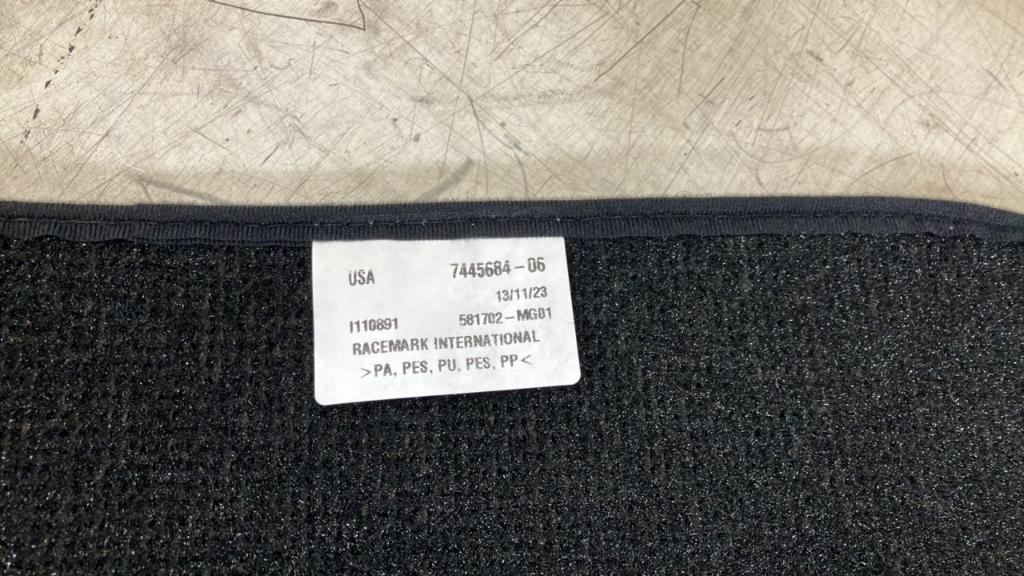 USA 7445684-06
13/11/23
I110891 581702-MG01
RACEMARK INTERNATIONAL
>PA, PES, PU, PES, PP<